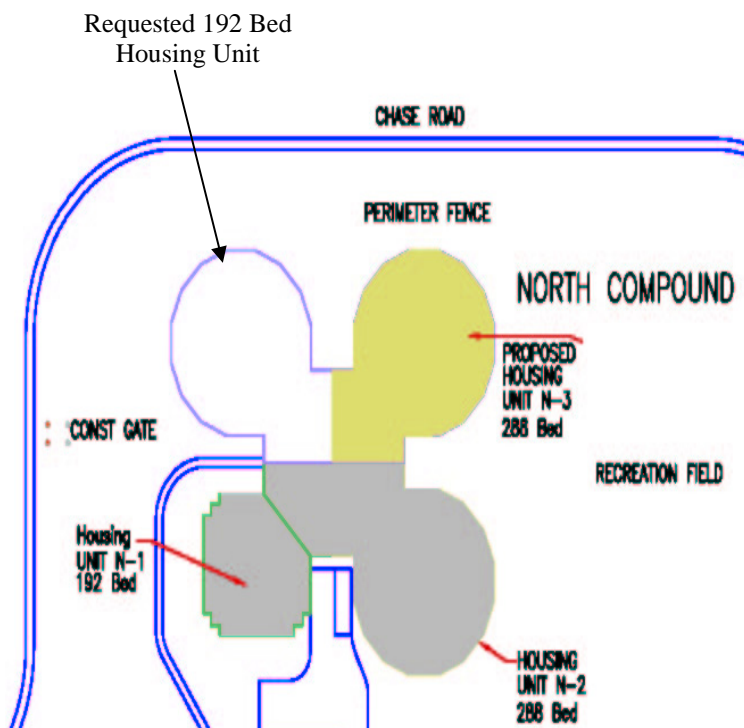 Requested 192 Bed
Housing Unit
CHASE ROAD
PERIMETER FENCE
NORTH COMPOUND
PROPOSED
HOUSING
UNIT N-3
288 Bed
CONST GATE
RECREATION FIELD
Housing
UNIT N-1
192 Bed
HOUSING
UNIT N-2
288 Bed